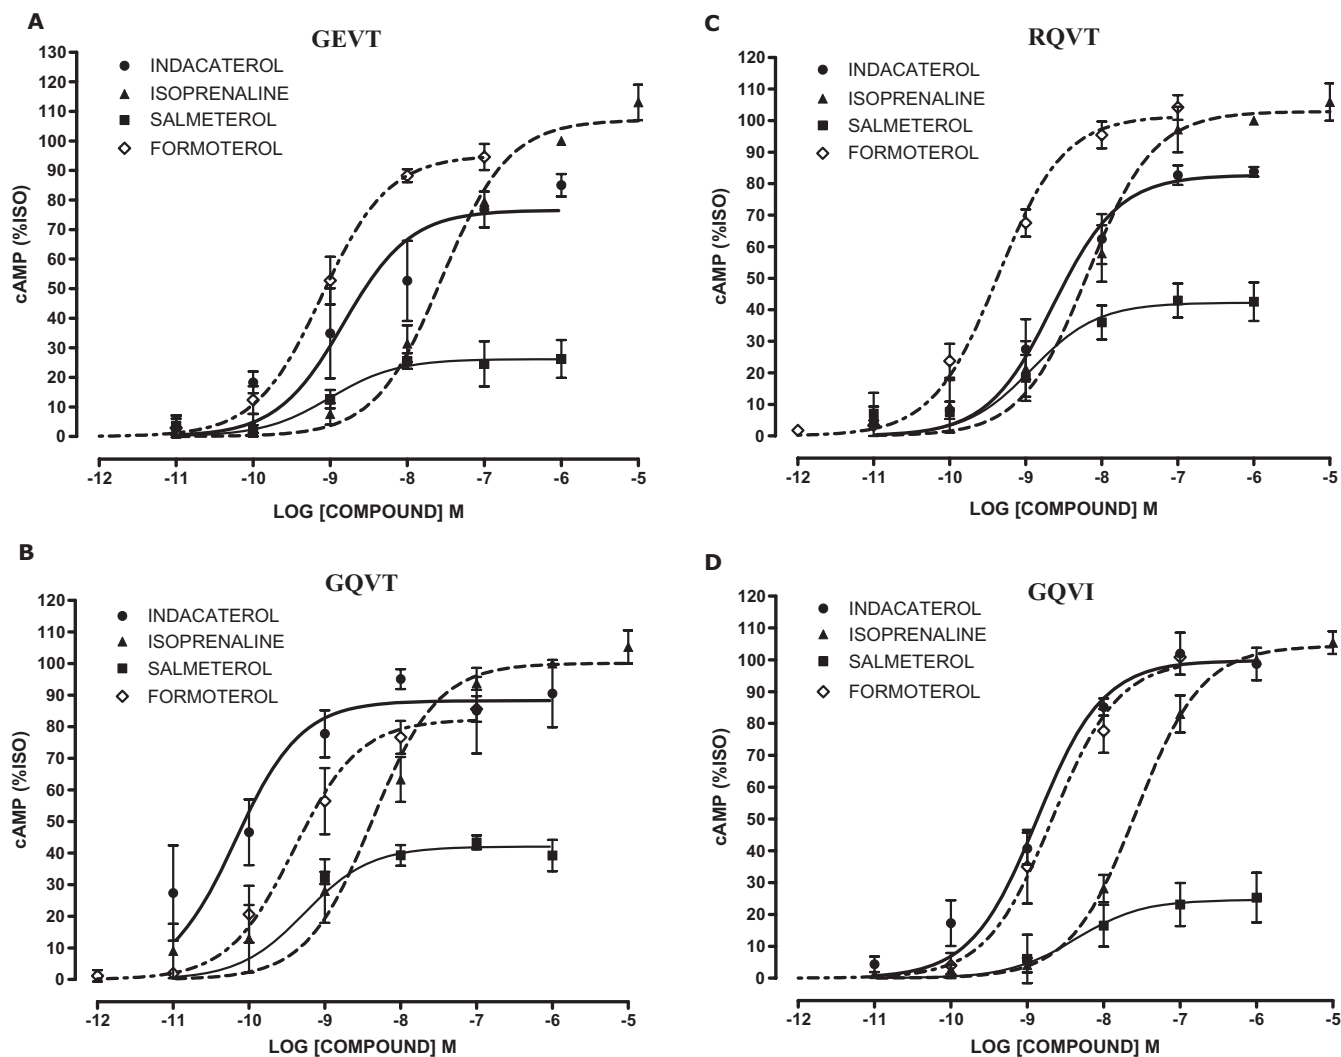 A
GEVT
INDACATEROL
ISOPRENALINE
SALMETEROL
FORMOTEROL
cAMP (%ISO)
130
120
110
100
90
80
70
60
50
40
30
20
10
0
-12 -11 -10 -9 -8 -7 -6 -5
LOG [COMPOUND] M
B
GQVT
INDACATEROL
ISOPRENALINE
SALMETEROL
FORMOTEROL
cAMP (%ISO)
120
110
100
90
80
70
60
50
40
30
20
10
0
-12 -11 -10 -9 -8 -7 -6 -5
LOG [COMPOUND] M
C
RQVT
INDACATEROL
ISOPRENALINE
SALMETEROL
FORMOTEROL
cAMP (%ISO)
120
110
100
90
80
70
60
50
40
30
20
10
0
-12 -11 -10 -9 -8 -7 -6 -5
LOG [COMPOUND] M
D
GQVI
INDACATEROL
ISOPRENALINE
SALMETEROL
FORMOTEROL
cAMP (%ISO)
120
110
100
90
80
70
60
50
40
30
20
10
0
-12 -11 -10 -9 -8 -7 -6 -5
LOG [COMPOUND] M